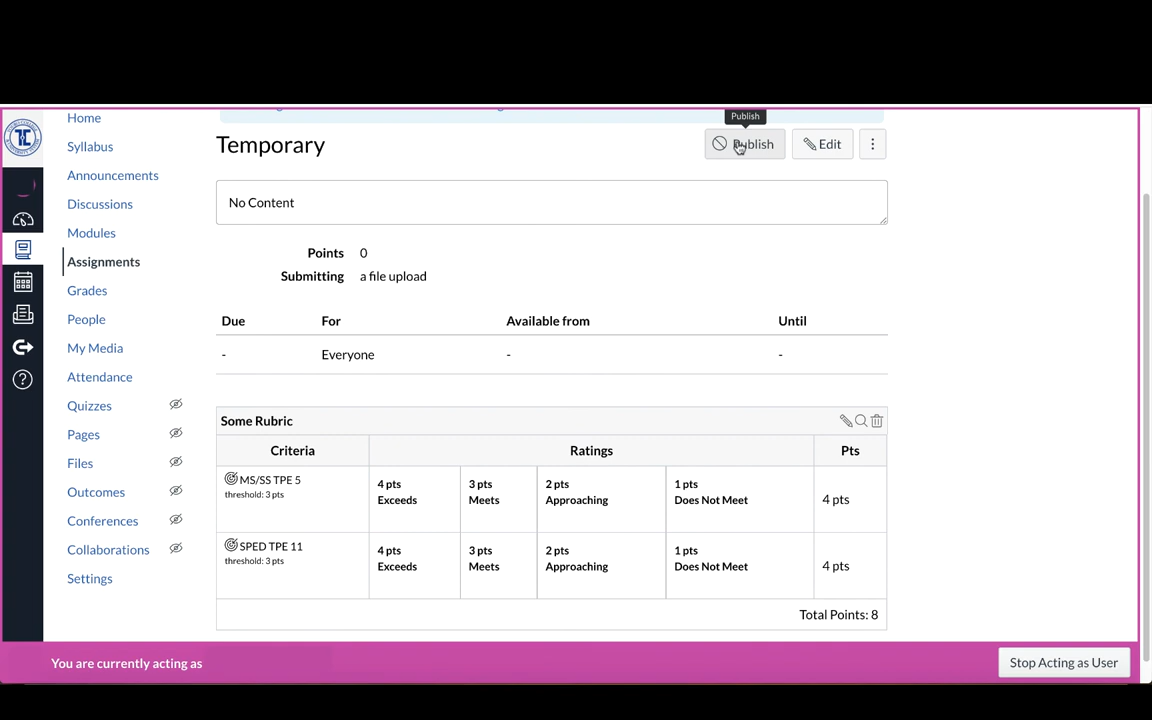 Publish
Home
Syllabus
Announcements
Discussions
Modules
Assignments
Grades
People
My Media
Attendance
Quizzes
Pages
Files
Outcomes
Conferences
Collaborations
Settings
Temporary
Publish
Edit
No Content
Points 0
Submitting a file upload
Due For Available from Until
- Everyone - -
Some Rubric
Criteria Ratings Pts
MS/SS TPE 5
threshold: 3 pts
4 pts
Exceeds
3 pts
Meets
2 pts
Approaching
1 pts
Does Not Meet
4 pts
SPED TPE 11
threshold: 3 pts
4 pts
Exceeds
3 pts
Meets
2 pts
Approaching
1 pts
Does Not Meet
4 pts
Total Points: 8
You are currently acting as
Stop Acting as User